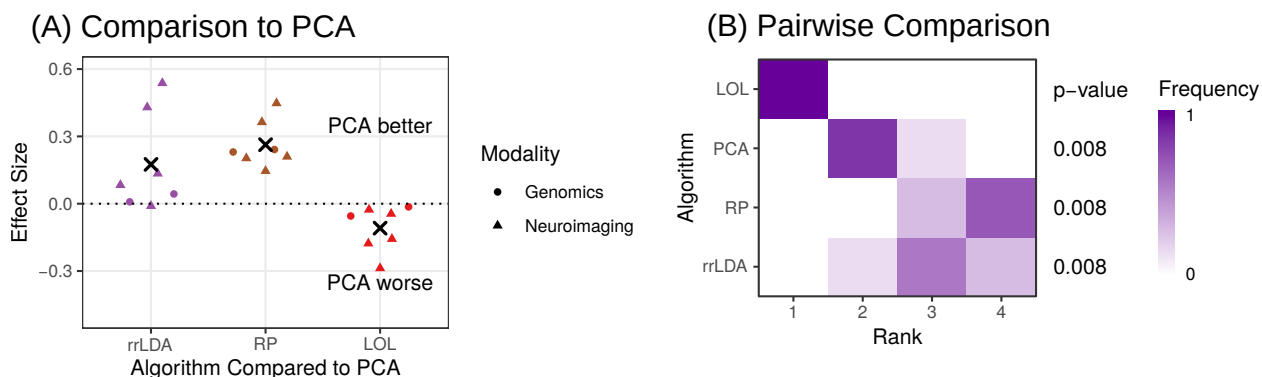 (A) Comparison to PCA
0.6
0.3
0.0
−0.3
Effect Size
PCA better
PCA worse
rrLDA RP LOL
Algorithm Compared to PCA
Modality
Genomics
Neuroimaging
(B) Pairwise Comparison
Algorithm
LOL
PCA
RP
rrLDA
1 2 3 4
Rank
p−value
0.008
0.008
0.008
Frequency
1
0